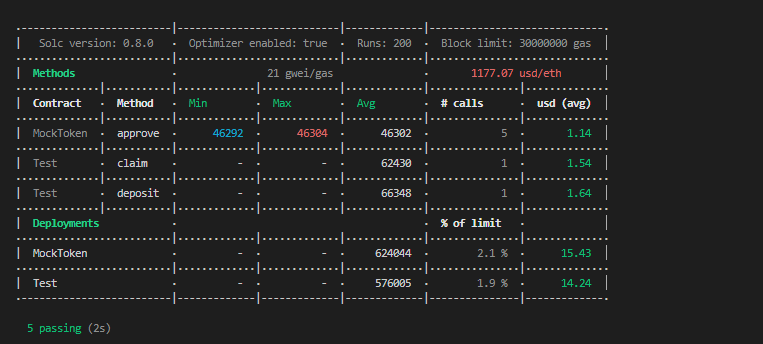 Solc version: 0.8.0 · Optimizer enabled: true · Runs: 200 · Block limit: 30000000 gas
Methods · 21 gwei/gas · 1177.07 usd/eth
Contract · Method · Min · Max · Avg · # calls · usd (avg)
MockToken · approve · 46292 · 46304 · 46302 · 5 · 1.14
Test · claim · - · - · 62430 · 1 · 1.54
Test · deposit · - · - · 66348 · 1 · 1.64
Deployments · · % of limit ·
MockToken · - · - · 624044 · 2.1 % · 15.43
Test · - · - · 576005 · 1.9 % · 14.24
5 passing (2s)